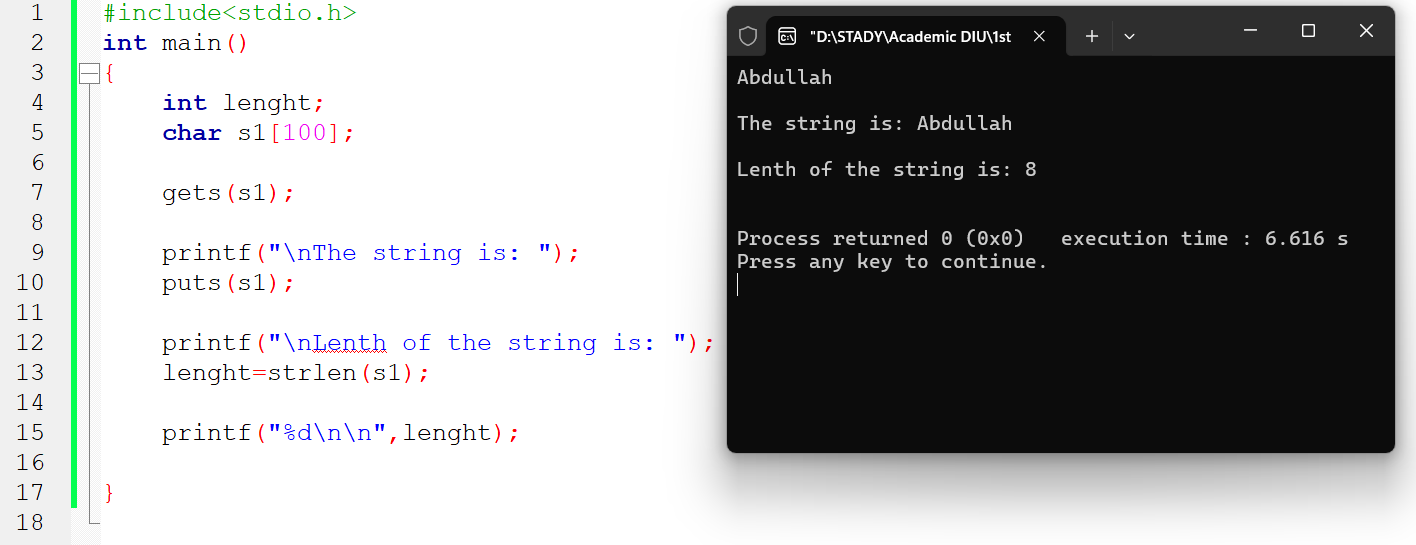 1 #include<stdio.h>
2 int main()
3 {
4 int lenght;
5 char s1[100];
6
7 gets(s1);
8
9 printf("\nThe string is: ");
10 puts(s1);
11
12 printf("\nLenth of the string is: ");
13 lenght=strlen(s1);
14
15 printf("%d\n\n",lenght);
16
17 }
18
"D:\STADY\Academic DIU\1st
Abdullah
The string is: Abdullah
Lenth of the string is: 8
Process returned 0 (0x0) execution time : 6.616 s
Press any key to continue.